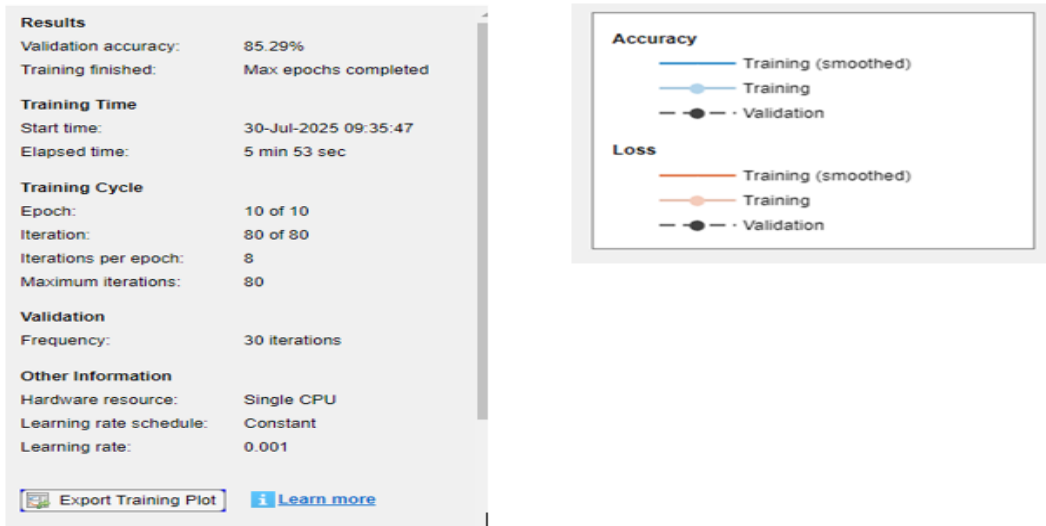 Results
Validation accuracy: 85.29%
Training finished: Max epochs completed
Training Time
Start time: 30-Jul-2025 09:35:47
Elapsed time: 5 min 53 sec
Training Cycle
Epoch: 10 of 10
Iteration: 80 of 80
Iterations per epoch: 8
Maximum iterations: 80
Validation
Frequency: 30 iterations
Other Information
Hardware resource: Single CPU
Learning rate schedule: Constant
Learning rate: 0.001
Export Training Plot
i Learn more
Accuracy
Training (smoothed)
Training
Validation
Loss
Training (smoothed)
Training
Validation